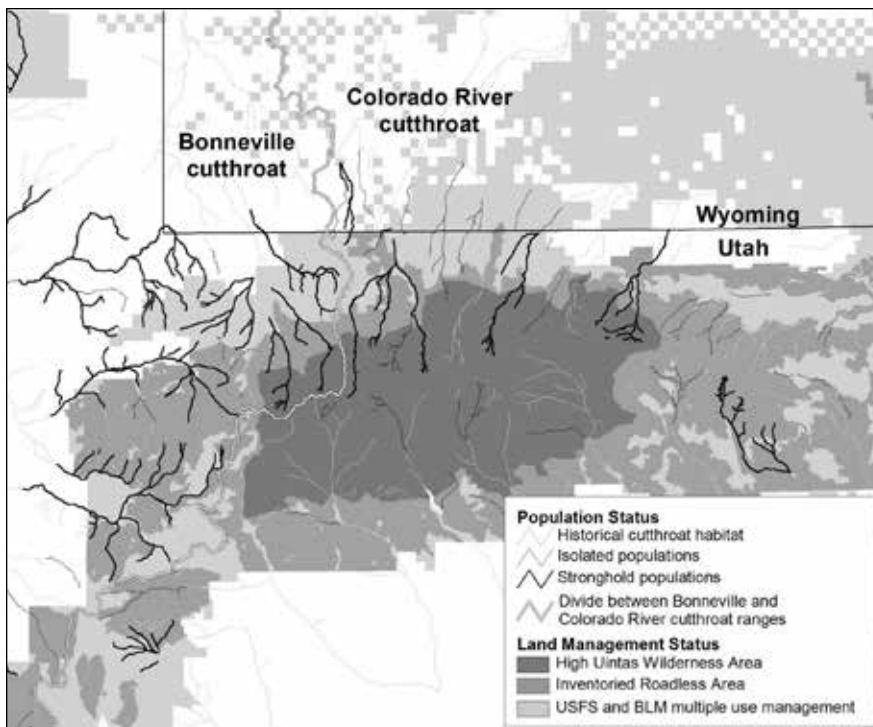 Colorado River
cutthroat
Bonneville
cutthroat
Wyoming
Utah
Population Status
Historical cutthroat habitat
Isolated populations
Stronghold populations
Divide between Bonneville and
Colorado River cutthroat ranges
Land Management Status
High Uintas Wilderness Area
Inventoried Roadless Area
USFS and BLM multiple use management